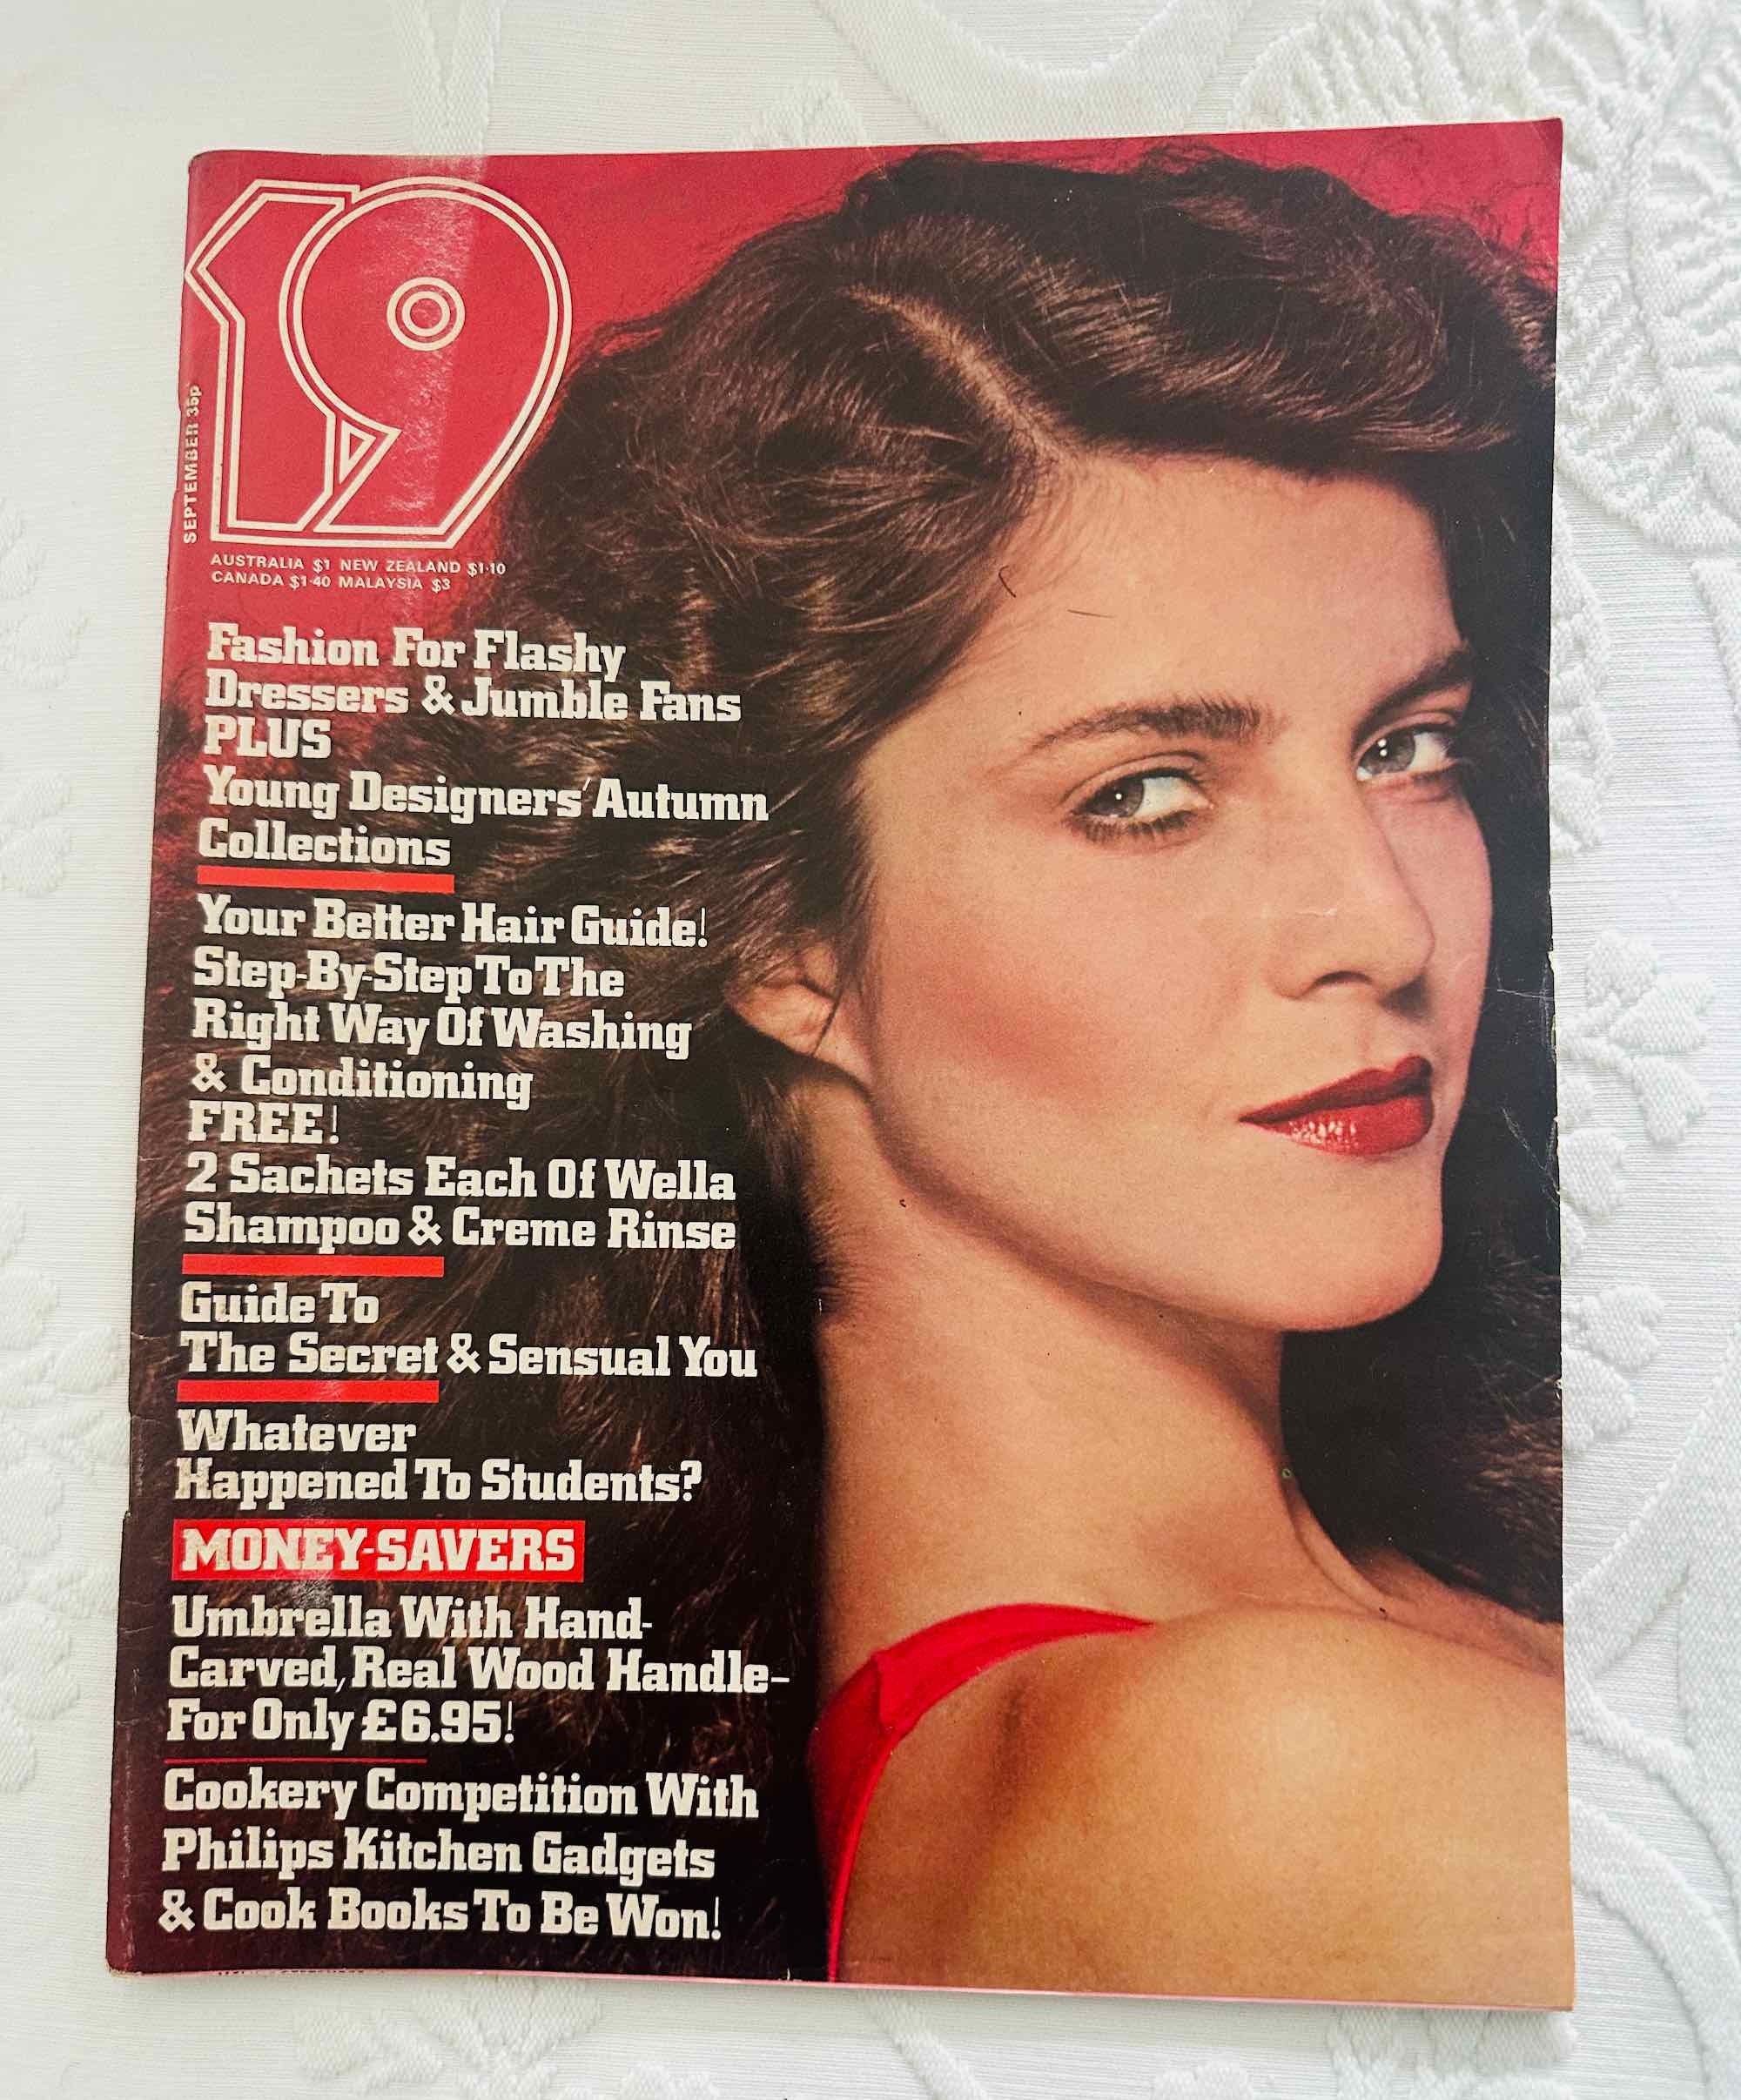 19
SEPTEMBER 35p
AUSTRALIA $1 NEW ZEALAND $1·10
CANADA $1·40 MALAYSIA $3
Fashion For Flashy
Dressers & Jumble Fans
PLUS
Young Designers' Autumn
Collections
Your Better Hair Guide!
Step-By-Step To The
Right Way Of Washing
& Conditioning
FREE!
2 Sachets Each Of Wella
Shampoo & Creme Rinse
Guide To
The Secret & Sensual You
Whatever
Happened To Students?
MONEY-SAVERS
Umbrella With Hand-
Carved, Real Wood Handle-
For Only £6.95!
Cookery Competition With
Philips Kitchen Gadgets
& Cook Books To Be Won!